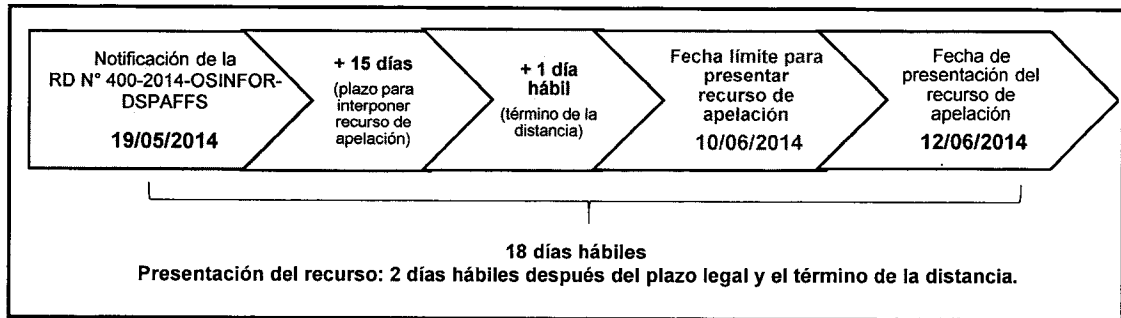 Notificación de la
RD N° 400-2014-OSINFOR-
DSPAFFS
19/05/2014
+ 15 días
(plazo para
interponer
recurso de
apelación)
+ 1 día
hábil
(término de la
distancia)
Fecha límite para
presentar
recurso de
apelación
10/06/2014
Fecha de
presentación del
recurso de
apelación
12/06/2014
18 días hábiles
Presentación del recurso: 2 días hábiles después del plazo legal y el término de la distancia.